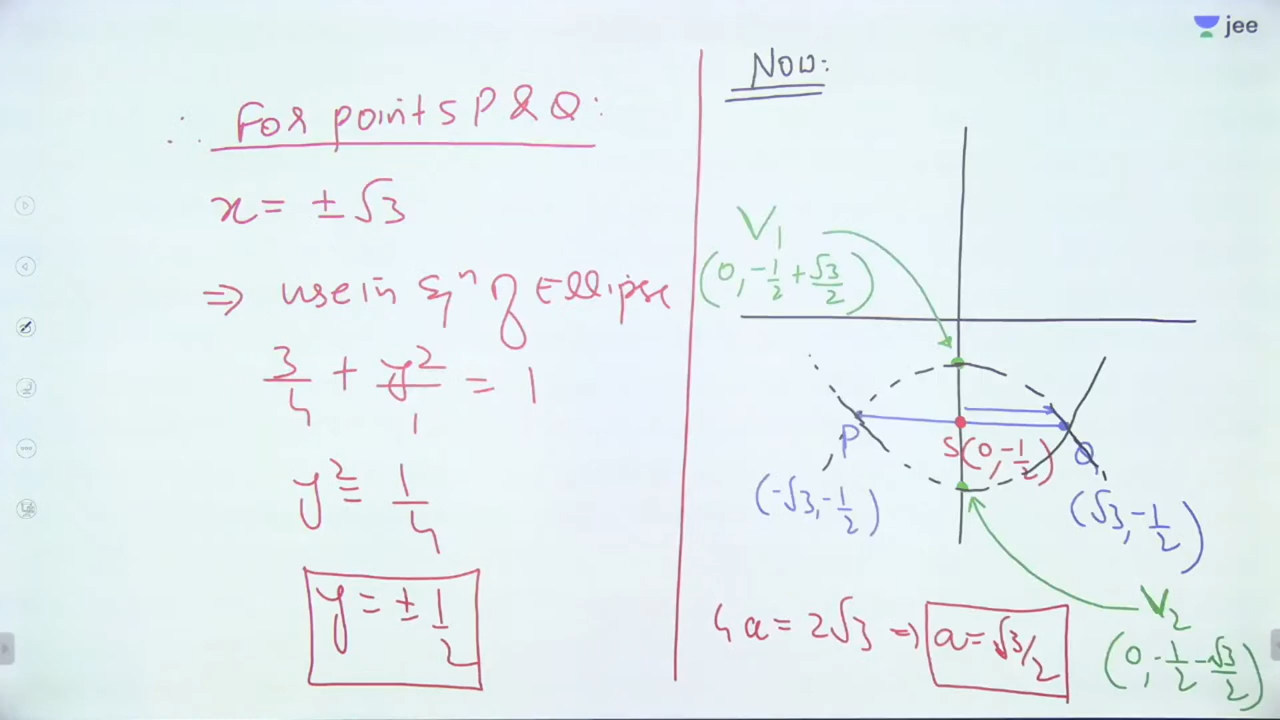 jee
∴ For points P & Q:
x = ± √3
⇒ use in Eqⁿ of Ellipse
3/4 + y²/1 = 1
y² = 1/4
y = ± 1/2
Now:
V₁
(0, -1/2 + √3/2)
P
S(0, -1/2)
Q
(-√3, -1/2)
(√3, -1/2)
4a = 2√3 ⇒ a = √3/2
V₂
(0, -1/2 - √3/2)